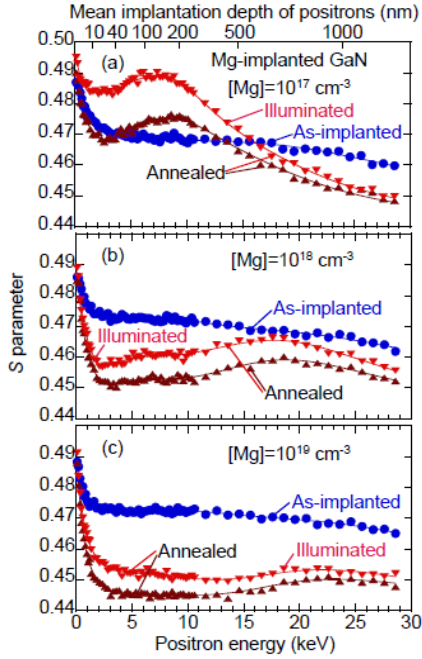 Mean implantation depth of positrons (nm)
10 40 100 200 500 1000
0.50
0.49
0.48
0.47
0.46
0.45
0.44
(a)
Mg-implanted GaN
[Mg]=10¹⁷ cm⁻³
Illuminated
As-implanted
Annealed
S parameter
0.49
0.48
0.47
0.46
0.45
0.44
(b)
[Mg]=10¹⁸ cm⁻³
As-implanted
Illuminated
Annealed
0.49
0.48
0.47
0.46
0.45
0.44
(c)
[Mg]=10¹⁹ cm⁻³
As-implanted
Annealed
Illuminated
0 5 10 15 20 25 30
Positron energy (keV)